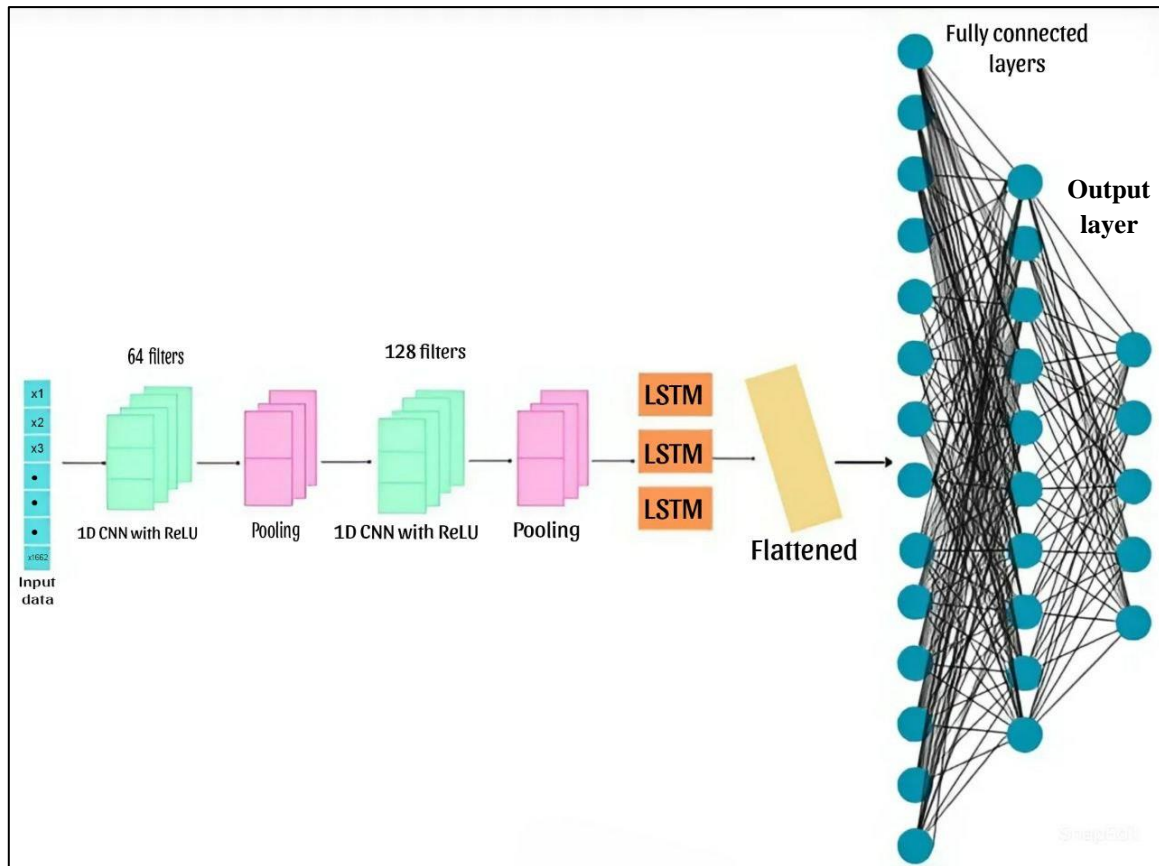 Fully connected
layers
Output
layer
64 filters
128 filters
x1
x2
x3
x1662
Input
data
1D CNN with ReLU
Pooling
1D CNN with ReLU
Pooling
LSTM
LSTM
LSTM
Flattened